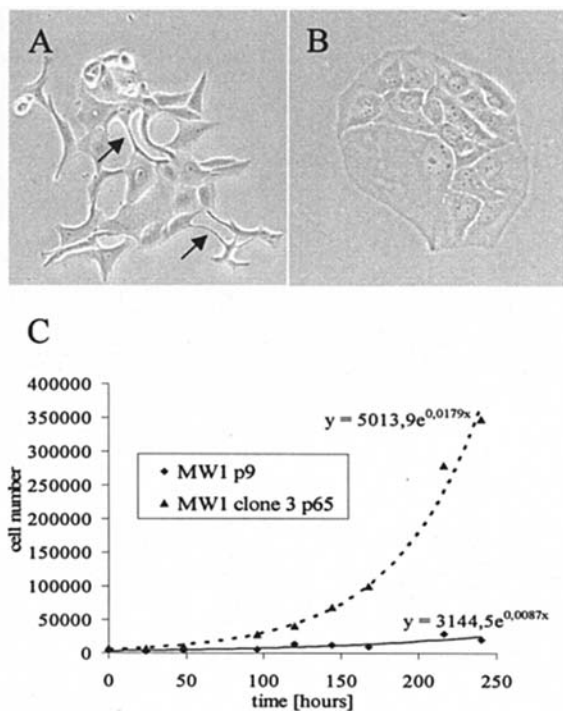 A
B
C
400000
350000
300000
250000
200000
150000
100000
50000
0
cell number
y = 5013,9e^0,0179x
MW1 p9
MW1 clone 3 p65
y = 3144,5e^0,0087x
0 50 100 150 200 250
time [hours]